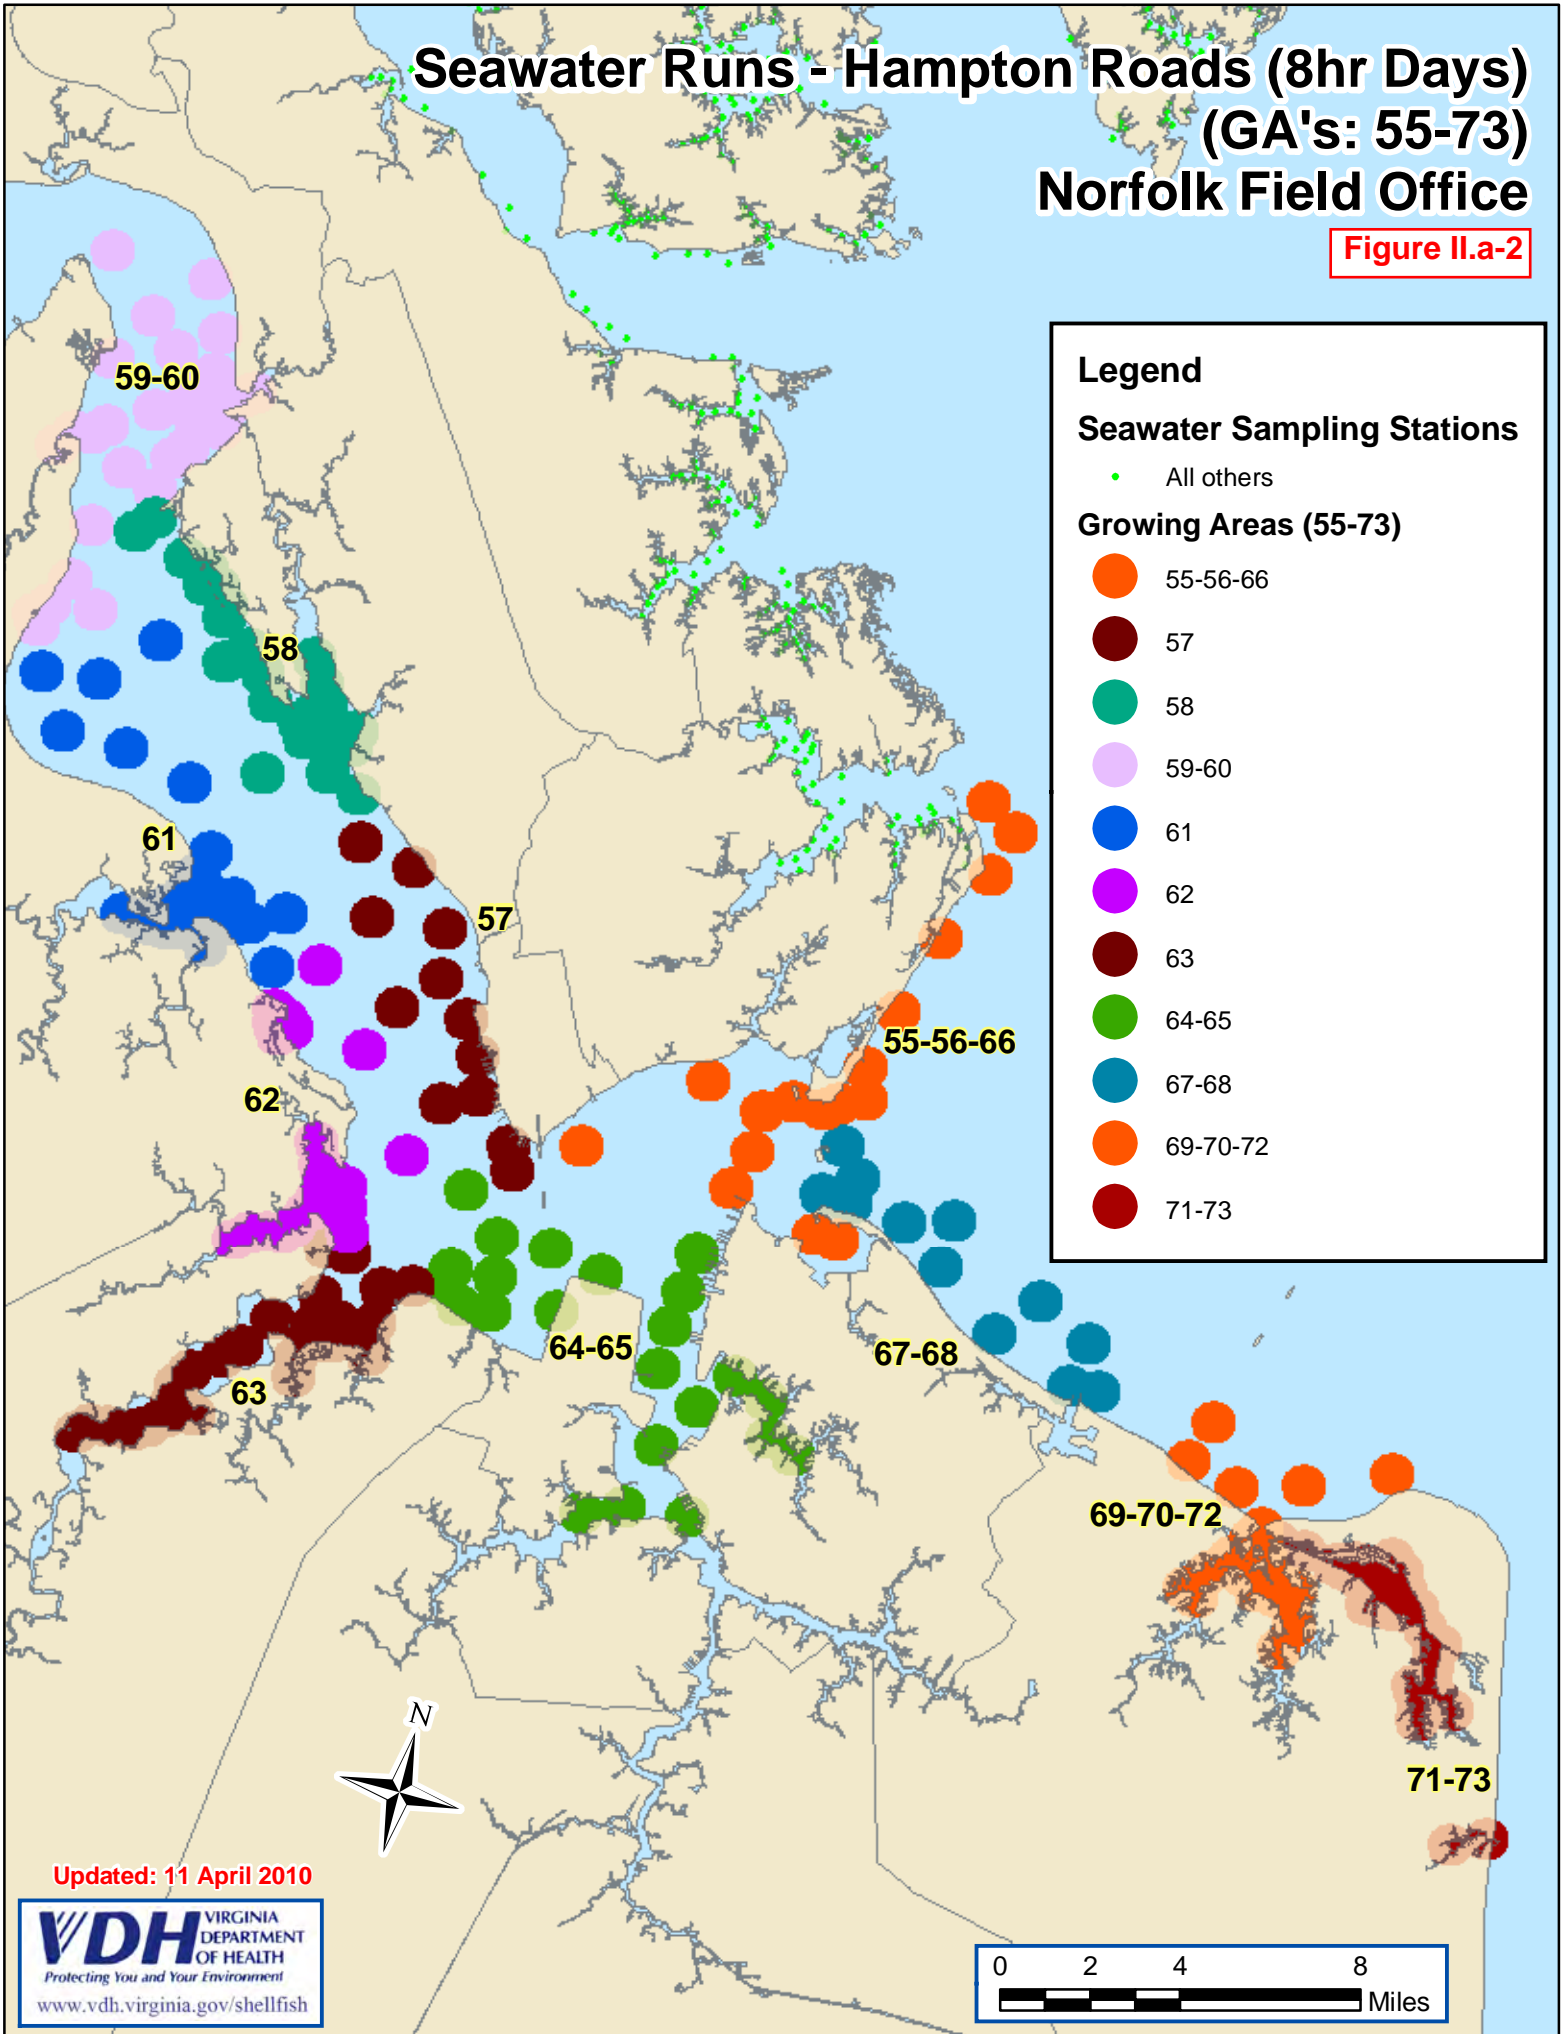 Seawater Runs - Hampton Roads (8hr Days)
(GA's: 55-73)
Norfolk Field Office
Figure II.a-2
Legend
Seawater Sampling Stations
All others
Growing Areas (55-73)
55-56-66
57
58
59-60
61
62
63
64-65
67-68
69-70-72
71-73
59-60
58
61
57
55-56-66
62
64-65
67-68
63
69-70-72
71-73
N
Updated: 11 April 2010
VDH
VIRGINIA
DEPARTMENT
OF HEALTH
Protecting You and Your Environment
www.vdh.virginia.gov/shellfish
0 2 4 8
Miles